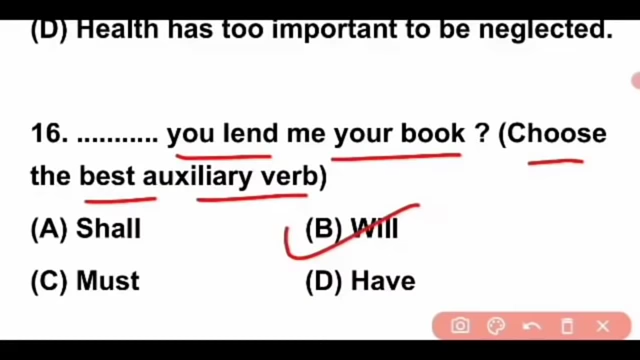 (D) Health has too important to be neglected.
16. ........... you lend me your book ? (Choose
the best auxiliary verb)
(A) Shall (B) Will
(C) Must (D) Have